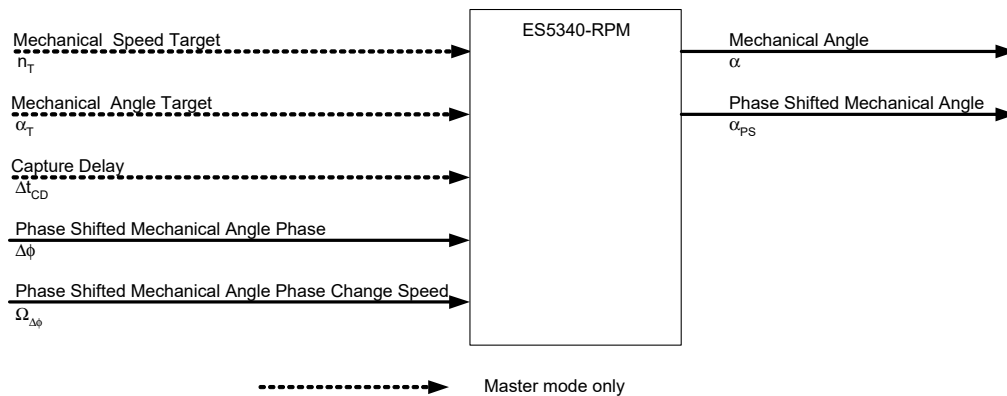 ES5340-RPM
Mechanical Speed Target
n_T
Mechanical Angle Target
α_T
Capture Delay
Δt_CD
Phase Shifted Mechanical Angle Phase
Δϕ
Phase Shifted Mechanical Angle Phase Change Speed
Ω_Δϕ
Mechanical Angle
α
Phase Shifted Mechanical Angle
α_PS
Master mode only